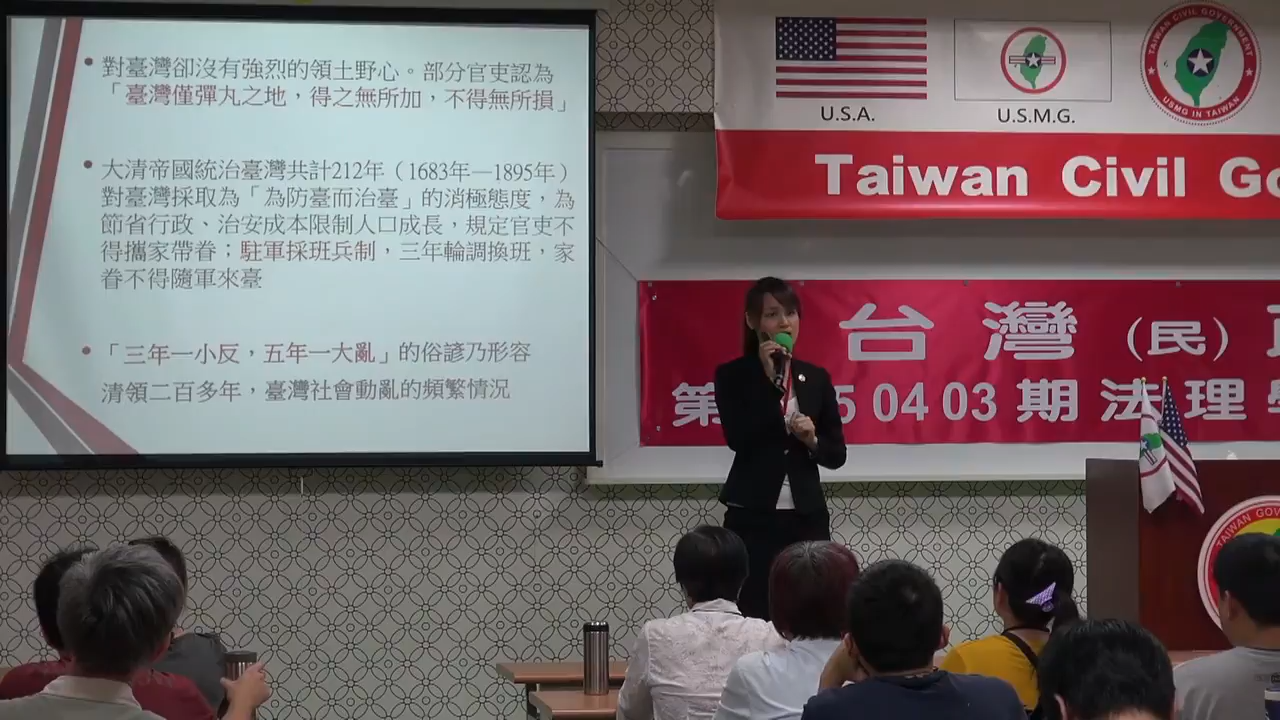 對臺灣卻沒有強烈的領土野心。部分官吏認為
「臺灣僅彈丸之地，得之無所加，不得無所損」
大清帝國統治臺灣共計212年（1683年—1895年）
對臺灣採取為「為防臺而治臺」的消極態度，為
節省行政、治安成本限制人口成長，規定官吏不
得攜家帶眷；駐軍採班兵制，三年輪調換班，家
眷不得隨軍來臺
「三年一小反，五年一大亂」的俗諺乃形容
清領二百多年，臺灣社會動亂的頻繁情況
U.S.A.
U.S.M.G.
TAIWAN CIVIL GOVERNMENT
USMG IN TAIWAN
Taiwan Civil Go
台灣（民）
第 5 04 03 期 法 理
TAIWAN GOV